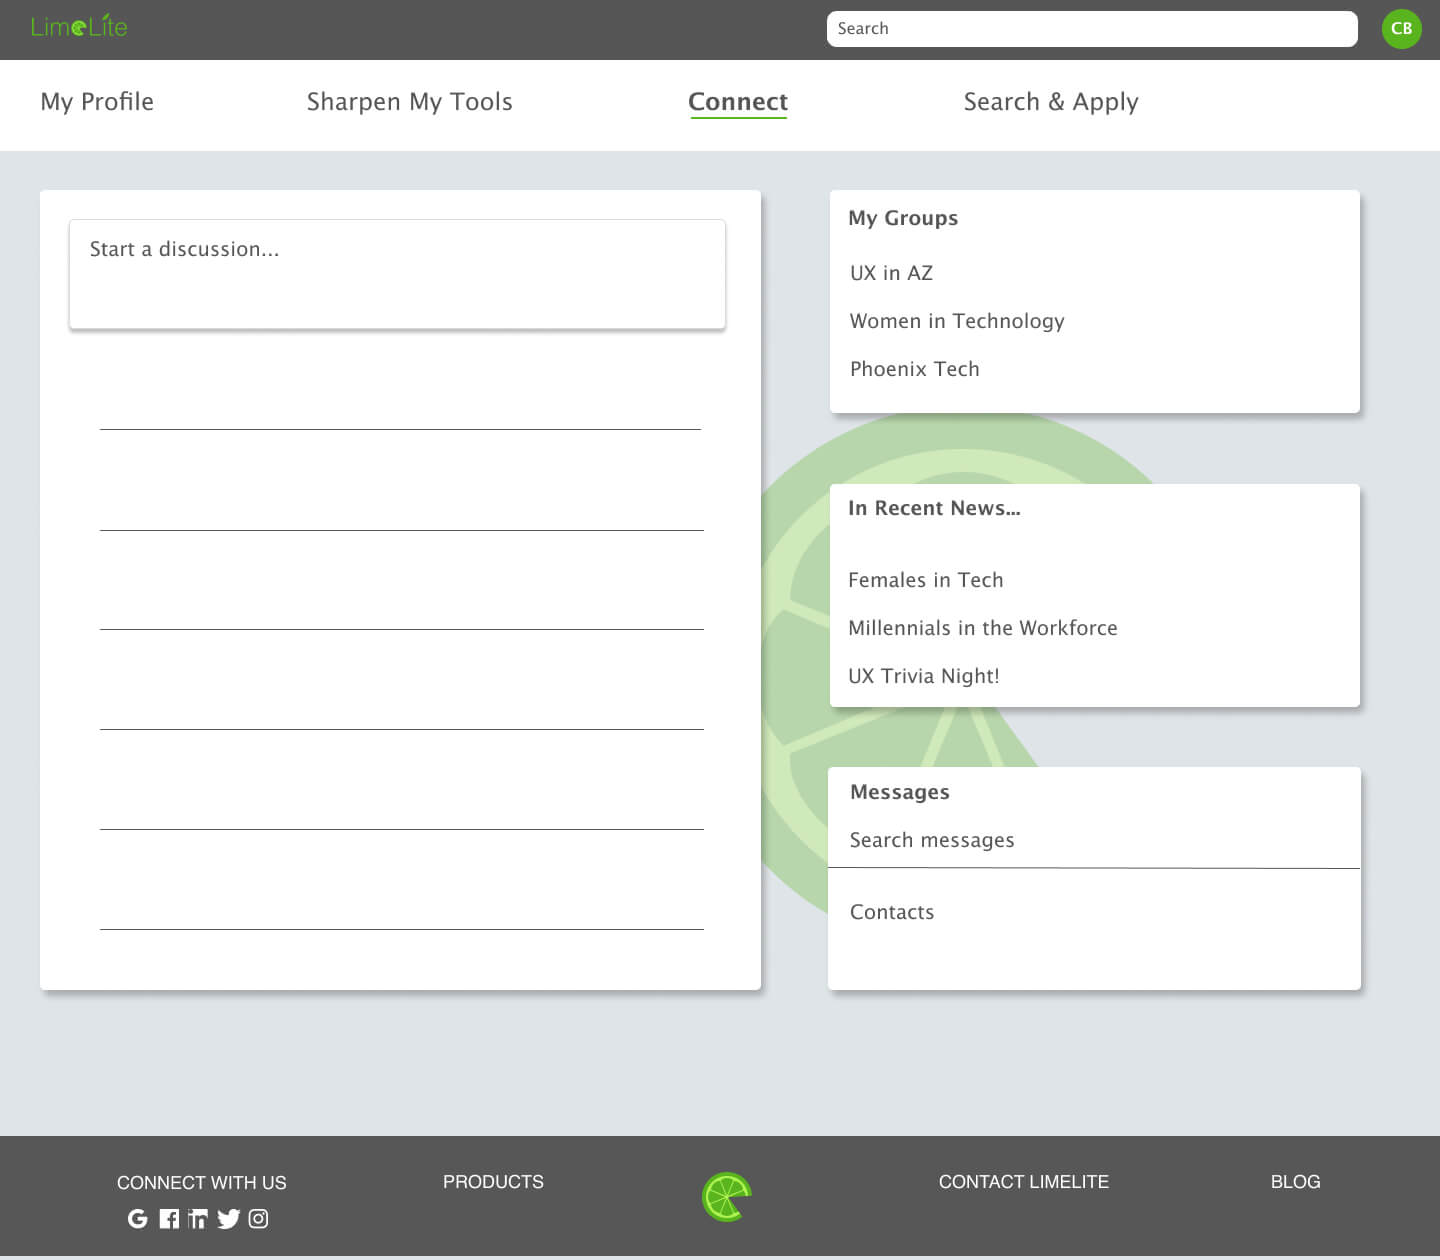 LimeLite
Search
CB
My Profile
Sharpen My Tools
Connect
Search & Apply
Start a discussion...
My Groups
UX in AZ
Women in Technology
Phoenix Tech
In Recent News...
Females in Tech
Millennials in the Workforce
UX Trivia Night!
Messages
Search messages
Contacts
CONNECT WITH US
PRODUCTS
CONTACT LIMELITE
BLOG